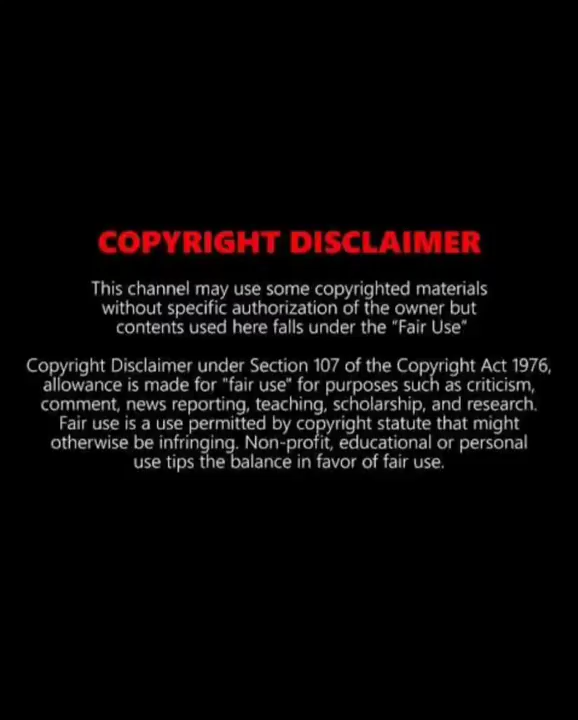 COPYRIGHT DISCLAIMER
This channel may use some copyrighted materials
without specific authorization of the owner but
contents used here falls under the "Fair Use"
Copyright Disclaimer under Section 107 of the Copyright Act 1976,
allowance is made for "fair use" for purposes such as criticism,
comment, news reporting, teaching, scholarship, and research.
Fair use is a use permitted by copyright statute that might
otherwise be infringing. Non-profit, educational or personal
use tips the balance in favor of fair use.